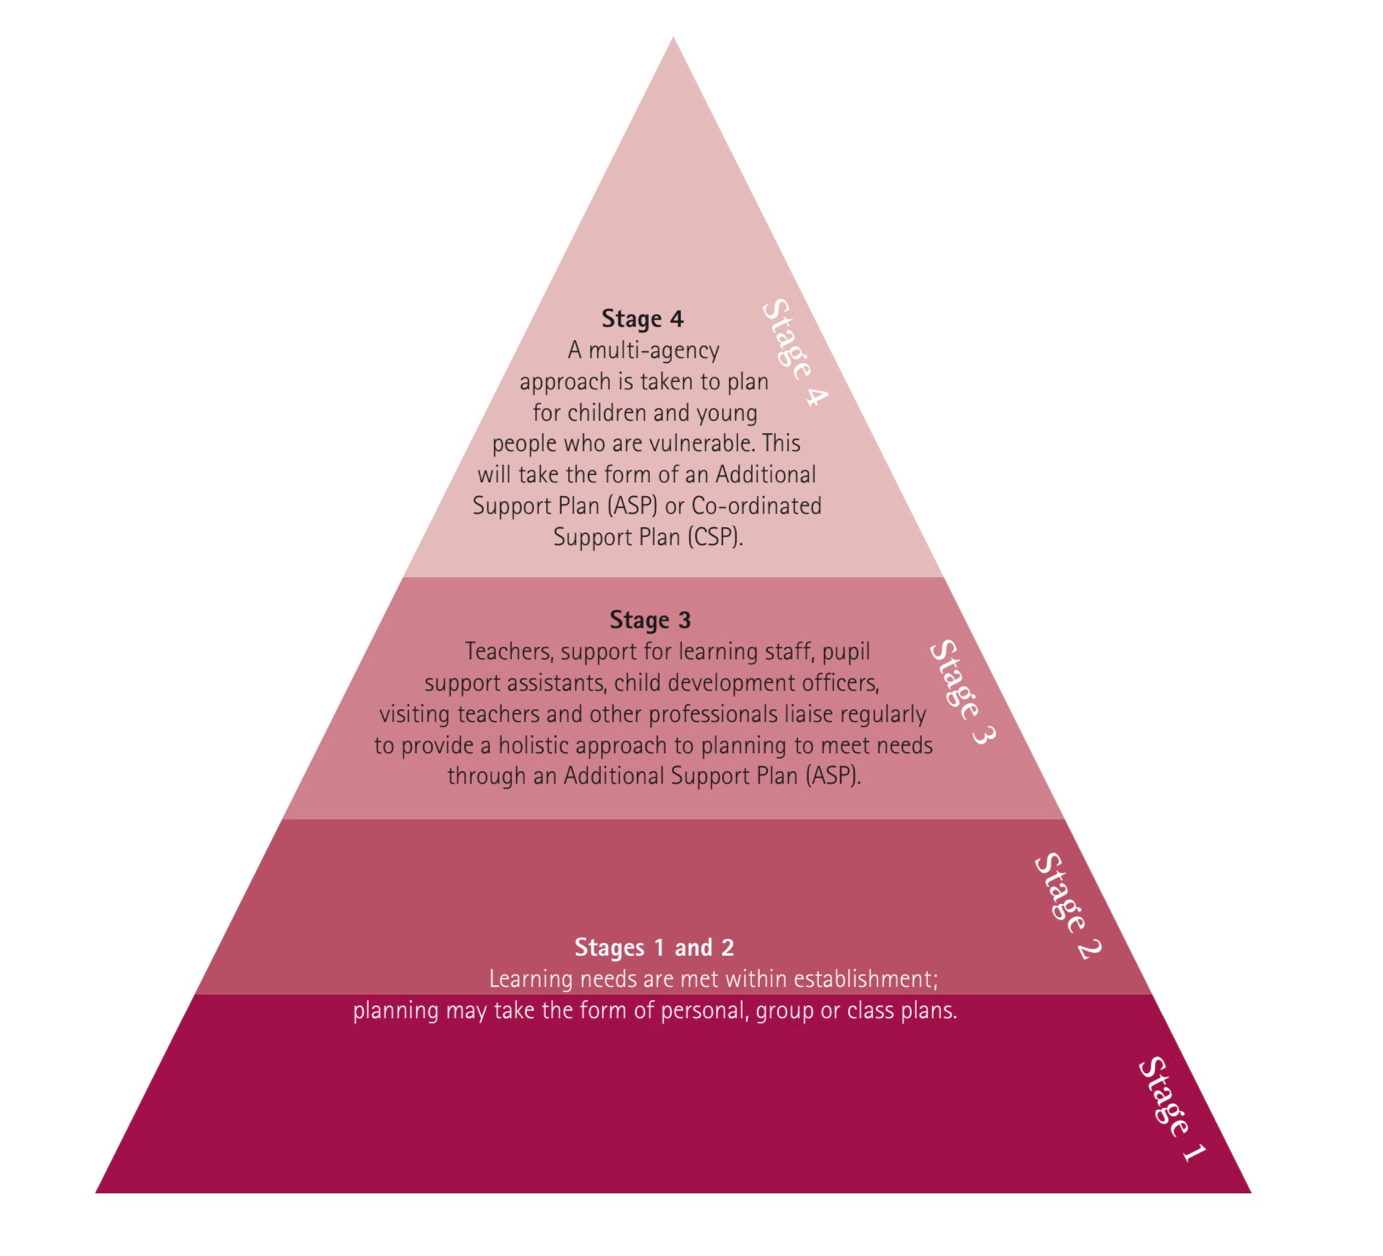 Stage 4
Stage 4
A multi-agency
approach is taken to plan
for children and young
people who are vulnerable. This
will take the form of an Additional
Support Plan (ASP) or Co-ordinated
Support Plan (CSP).
Stage 3
Stage 3
Teachers, support for learning staff, pupil
support assistants, child development officers,
visiting teachers and other professionals liaise regularly
to provide a holistic approach to planning to meet needs
through an Additional Support Plan (ASP).
Stage 2
Stages 1 and 2
Learning needs are met within establishment;
planning may take the form of personal, group or class plans.
Stage 1